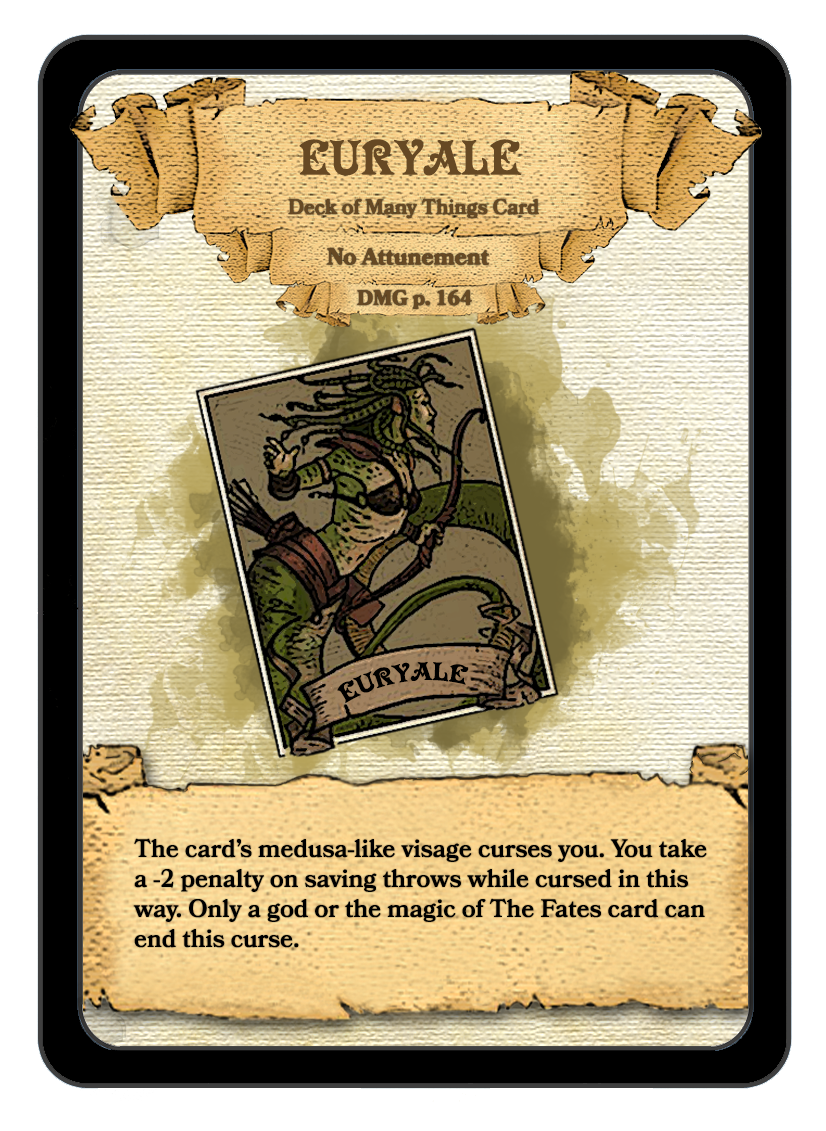 EURYALE
Deck of Many Things Card
No Attunement
DMG p. 164
EURYALE
The card's medusa-like visage curses you. You take
a -2 penalty on saving throws while cursed in this
way. Only a god or the magic of The Fates card can
end this curse.